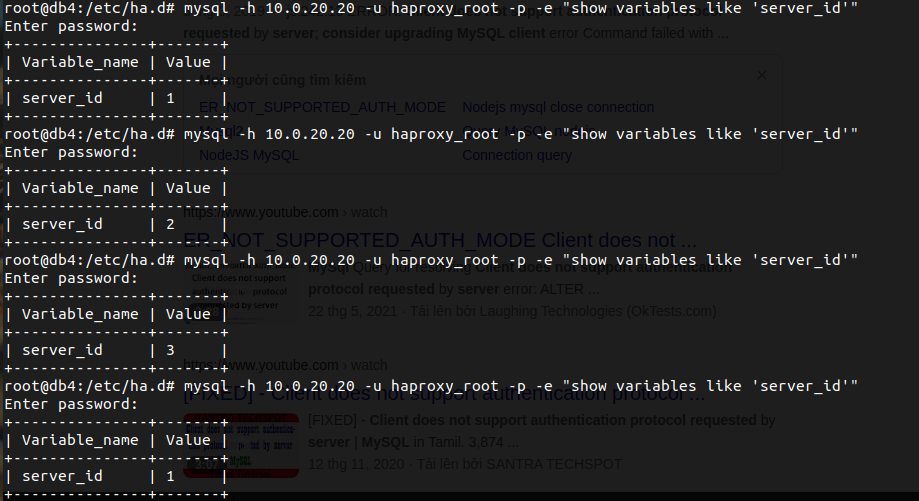 root@db4:/etc/ha.d# mysql -h 10.0.20.20 -u haproxy_root -p -e "show variables like 'server_id'"
requested by server; consider upgrading MySQL client error Command failed with ...
Enter password:
+---------------+-------+
| Variable_name | Value |
+---------------+-------+
| server_id     | 1     |
+---------------+-------+
người cũng tìm kiếm
ER_NOT_SUPPORTED_AUTH_MODE Nodejs mysql close connection
root@db4:/etc/ha.d# mysql -h 10.0.20.20 -u haproxy_root -p -e "show variables like 'server_id'"
Enter password:
NodeJS MySQL Connection query
+---------------+-------+
| Variable_name | Value |
+---------------+-------+
https://www.youtube.com › watch
| server_id     | 2     |
+---------------+-------+
ER_NOT_SUPPORTED_AUTH_MODE Client does not ...
root@db4:/etc/ha.d# mysql -h 10.0.20.20 -u haproxy_root -p -e "show variables like 'server_id'"
MySql Query for resolving Client does not support authentication
Enter password:
protocol requested by server error: ALTER ...
+---------------+-------+
| Variable_name | Value |
22 thg 5, 2021 · Tải lên bởi Laughing Technologies (OkTests.com)
+---------------+-------+
| server_id     | 3     |
+---------------+-------+
https://www.youtube.com › watch
root@db4:/etc/ha.d# mysql -h 10.0.20.20 -u haproxy_root -p -e "show variables like 'server_id'"
[FIXED] - Client does not support authentication protocol ...
Enter password:
[FIXED] - Client does not support authentication protocol requested by
+---------------+-------+
| Variable_name | Value |
server | MySQL in Tamil. 3.874 ...
+---------------+-------+
3:07
12 thg 11, 2020 · Tải lên bởi SANTRA TECHSPOT
| server_id     | 1     |
+---------------+-------+